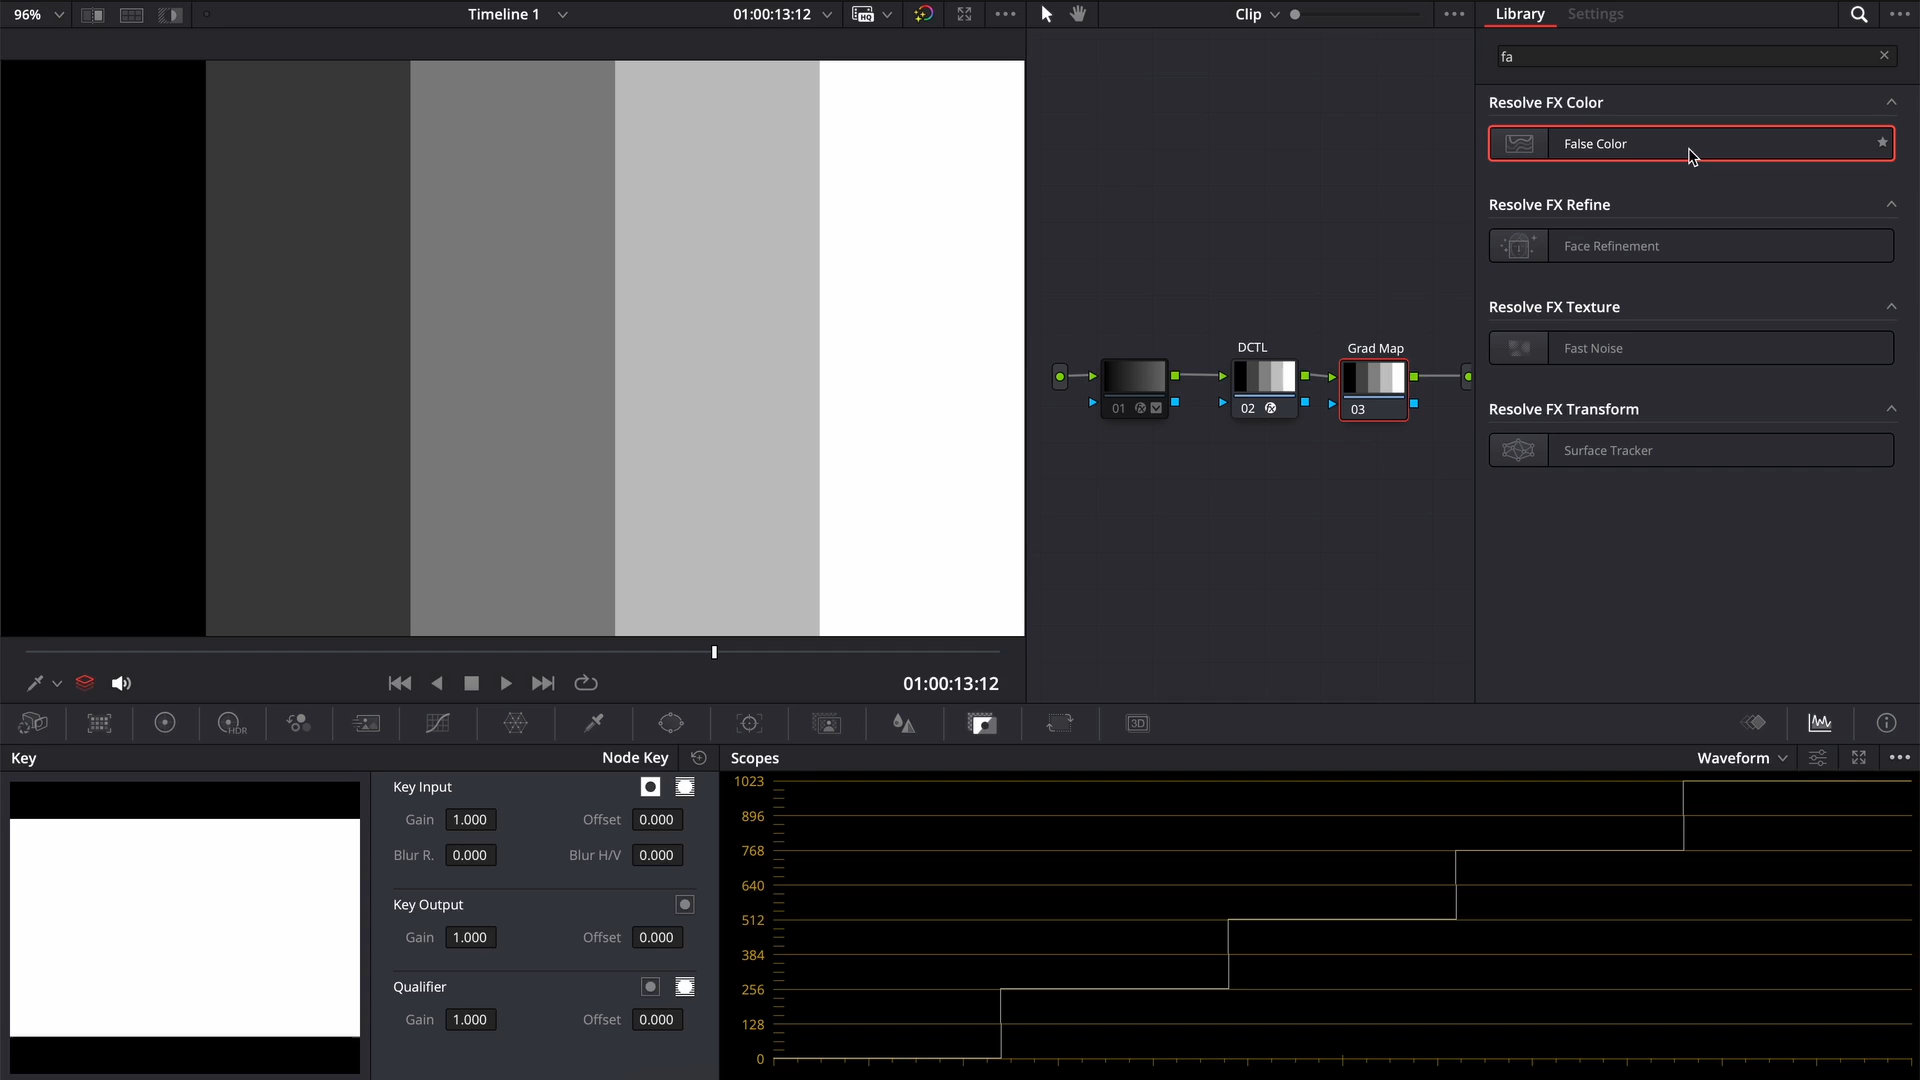 96%
Timeline 1
01:00:13:12
HQ
Clip
Library
Settings
fa
Resolve FX Color
False Color
Resolve FX Refine
Face Refinement
Resolve FX Texture
Fast Noise
Resolve FX Transform
Surface Tracker
DCTL
Grad Map
01
02
03
01:00:13:12
HDR
3D
Key
Node Key
Key Input
Gain 1.000 Offset 0.000
Blur R. 0.000 Blur H/V 0.000
Key Output
Gain 1.000 Offset 0.000
Qualifier
Gain 1.000 Offset 0.000
Scopes
Waveform
1023
896
768
640
512
384
256
128
0